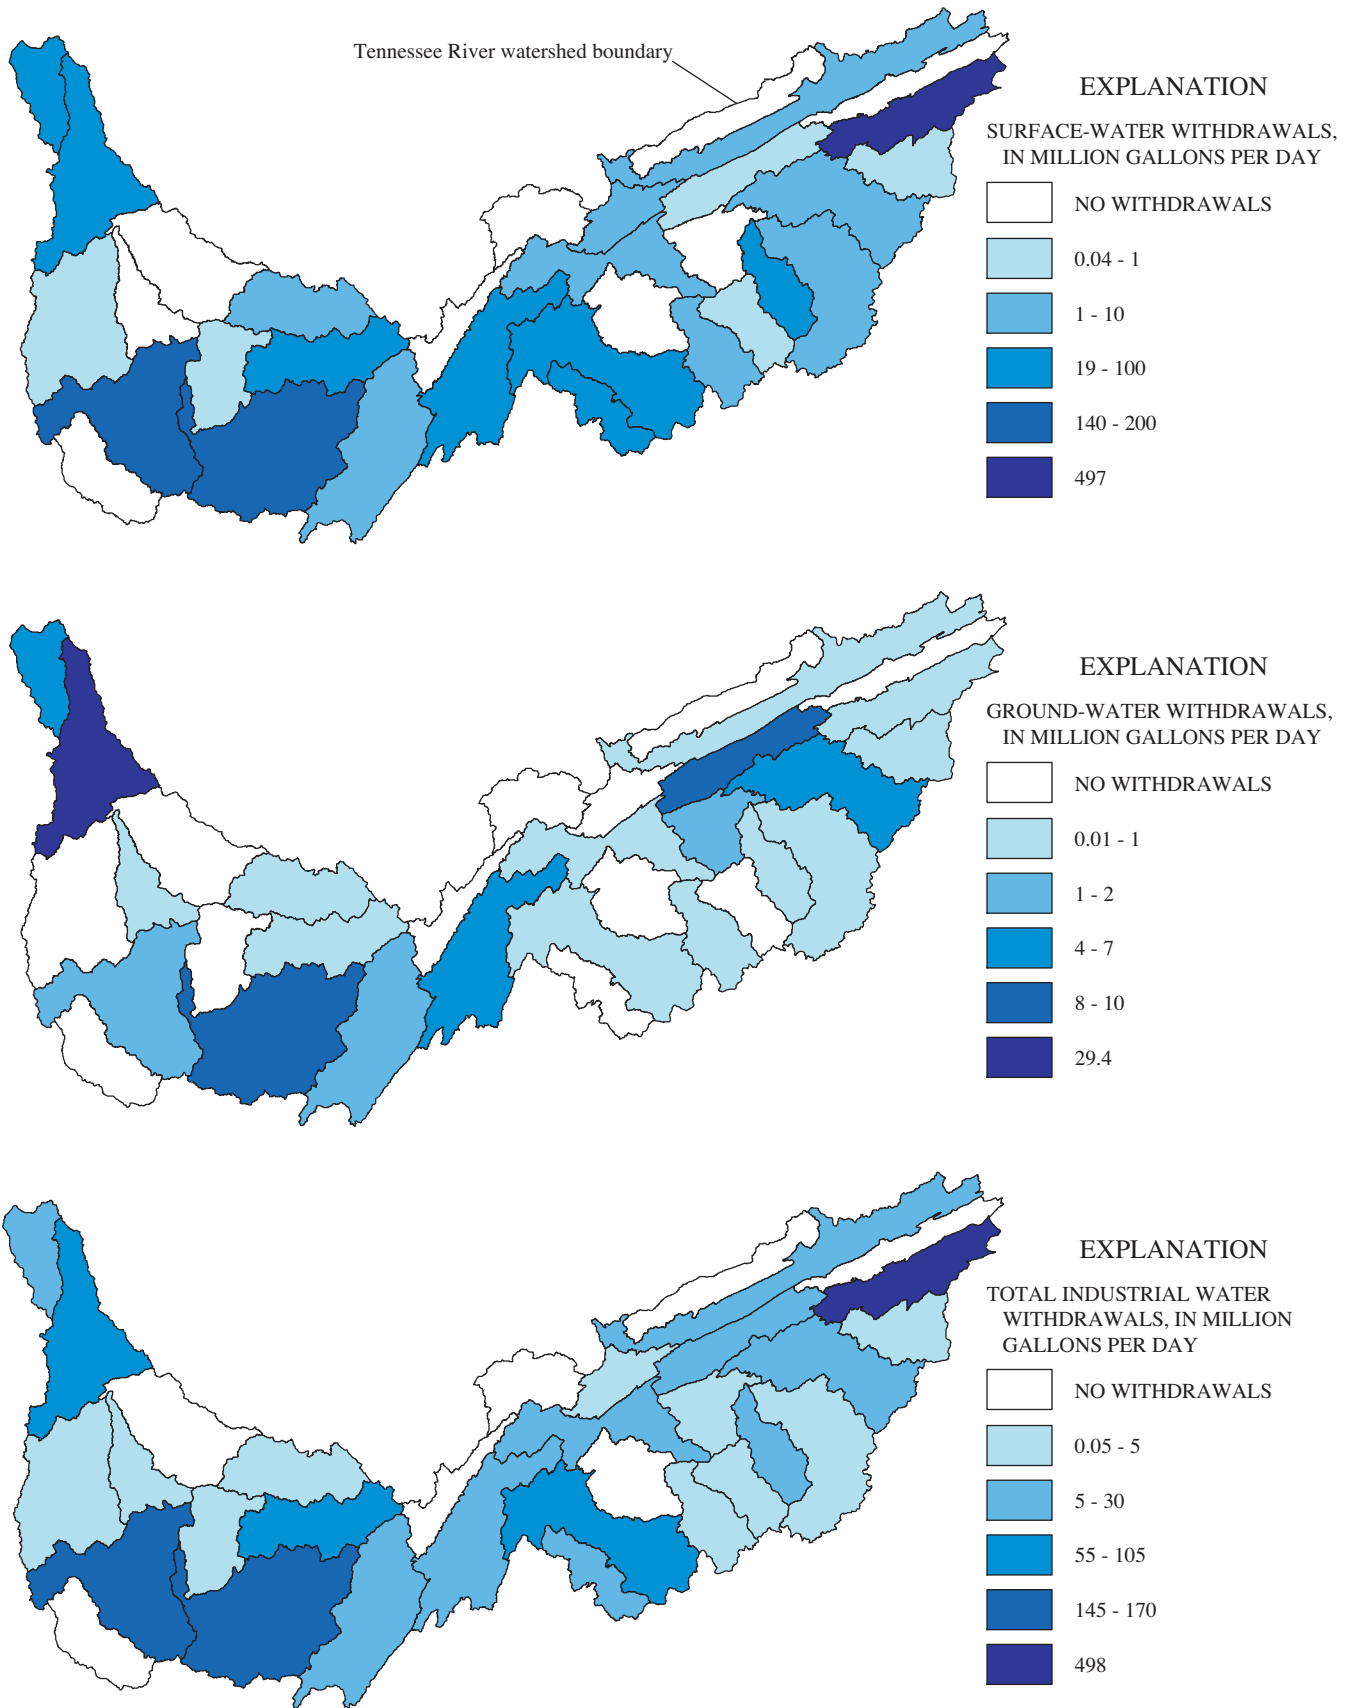 Tennessee River watershed boundary
EXPLANATION
SURFACE-WATER WITHDRAWALS,
IN MILLION GALLONS PER DAY
NO WITHDRAWALS
0.04 - 1
1 - 10
19 - 100
140 - 200
497
EXPLANATION
GROUND-WATER WITHDRAWALS,
IN MILLION GALLONS PER DAY
NO WITHDRAWALS
0.01 - 1
1 - 2
4 - 7
8 - 10
29.4
EXPLANATION
TOTAL INDUSTRIAL WATER
WITHDRAWALS, IN MILLION
GALLONS PER DAY
NO WITHDRAWALS
0.05 - 5
5 - 30
55 - 105
145 - 170
498